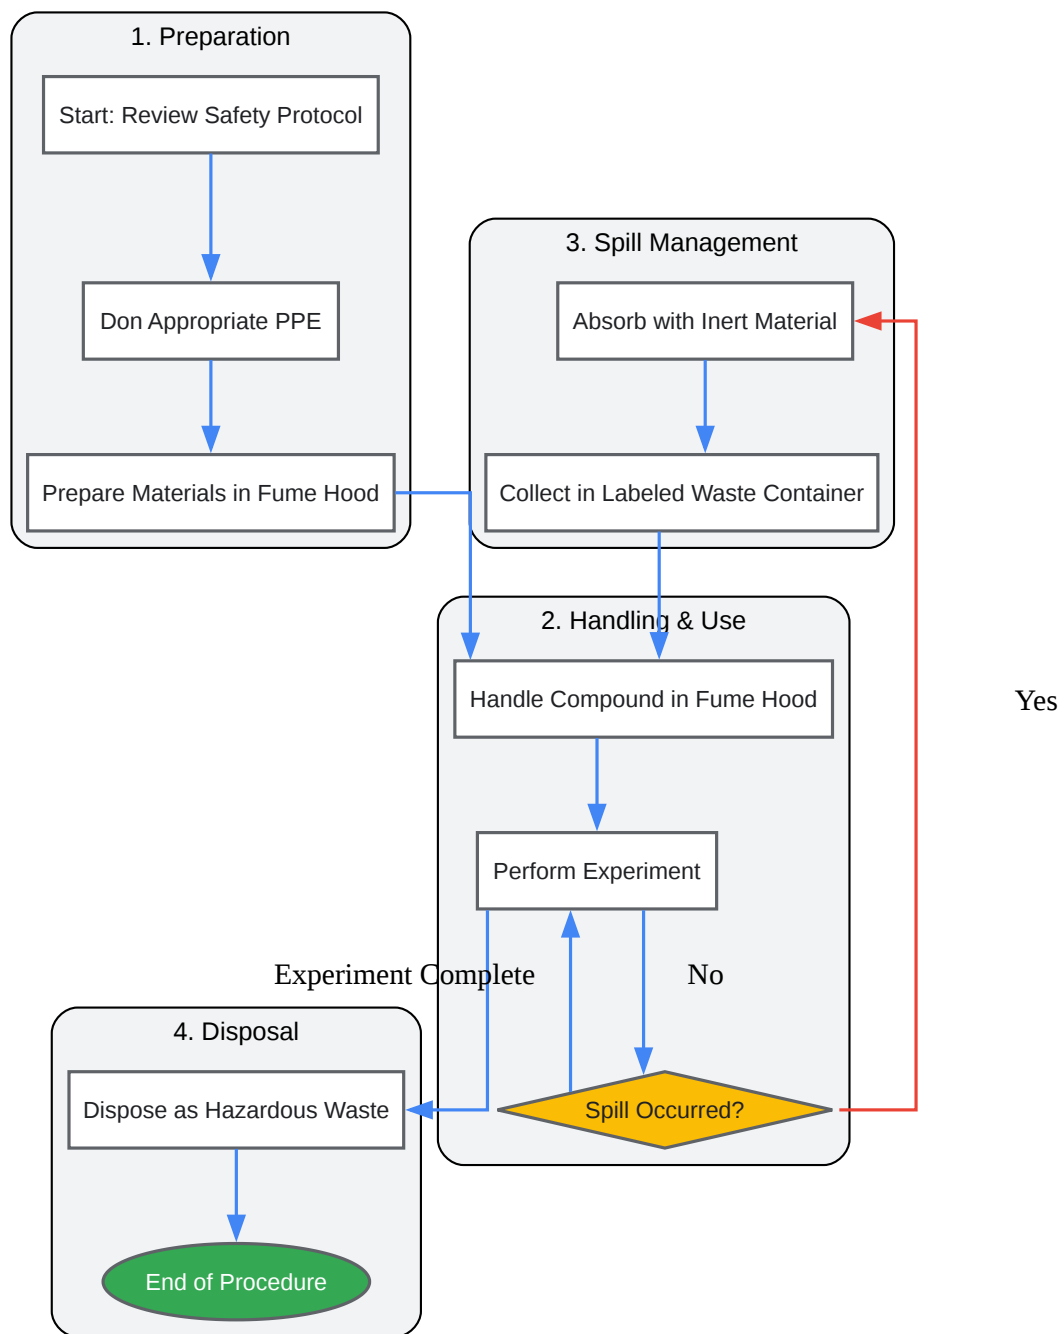 1. Preparation
Start: Review Safety Protocol
Don Appropriate PPE
Prepare Materials in Fume Hood
3. Spill Management
Absorb with Inert Material
Collect in Labeled Waste Container
2. Handling & Use
Handle Compound in Fume Hood
Yes
Perform Experiment
Experiment Complete
No
Spill Occurred?
4. Disposal
Dispose as Hazardous Waste
End of Procedure